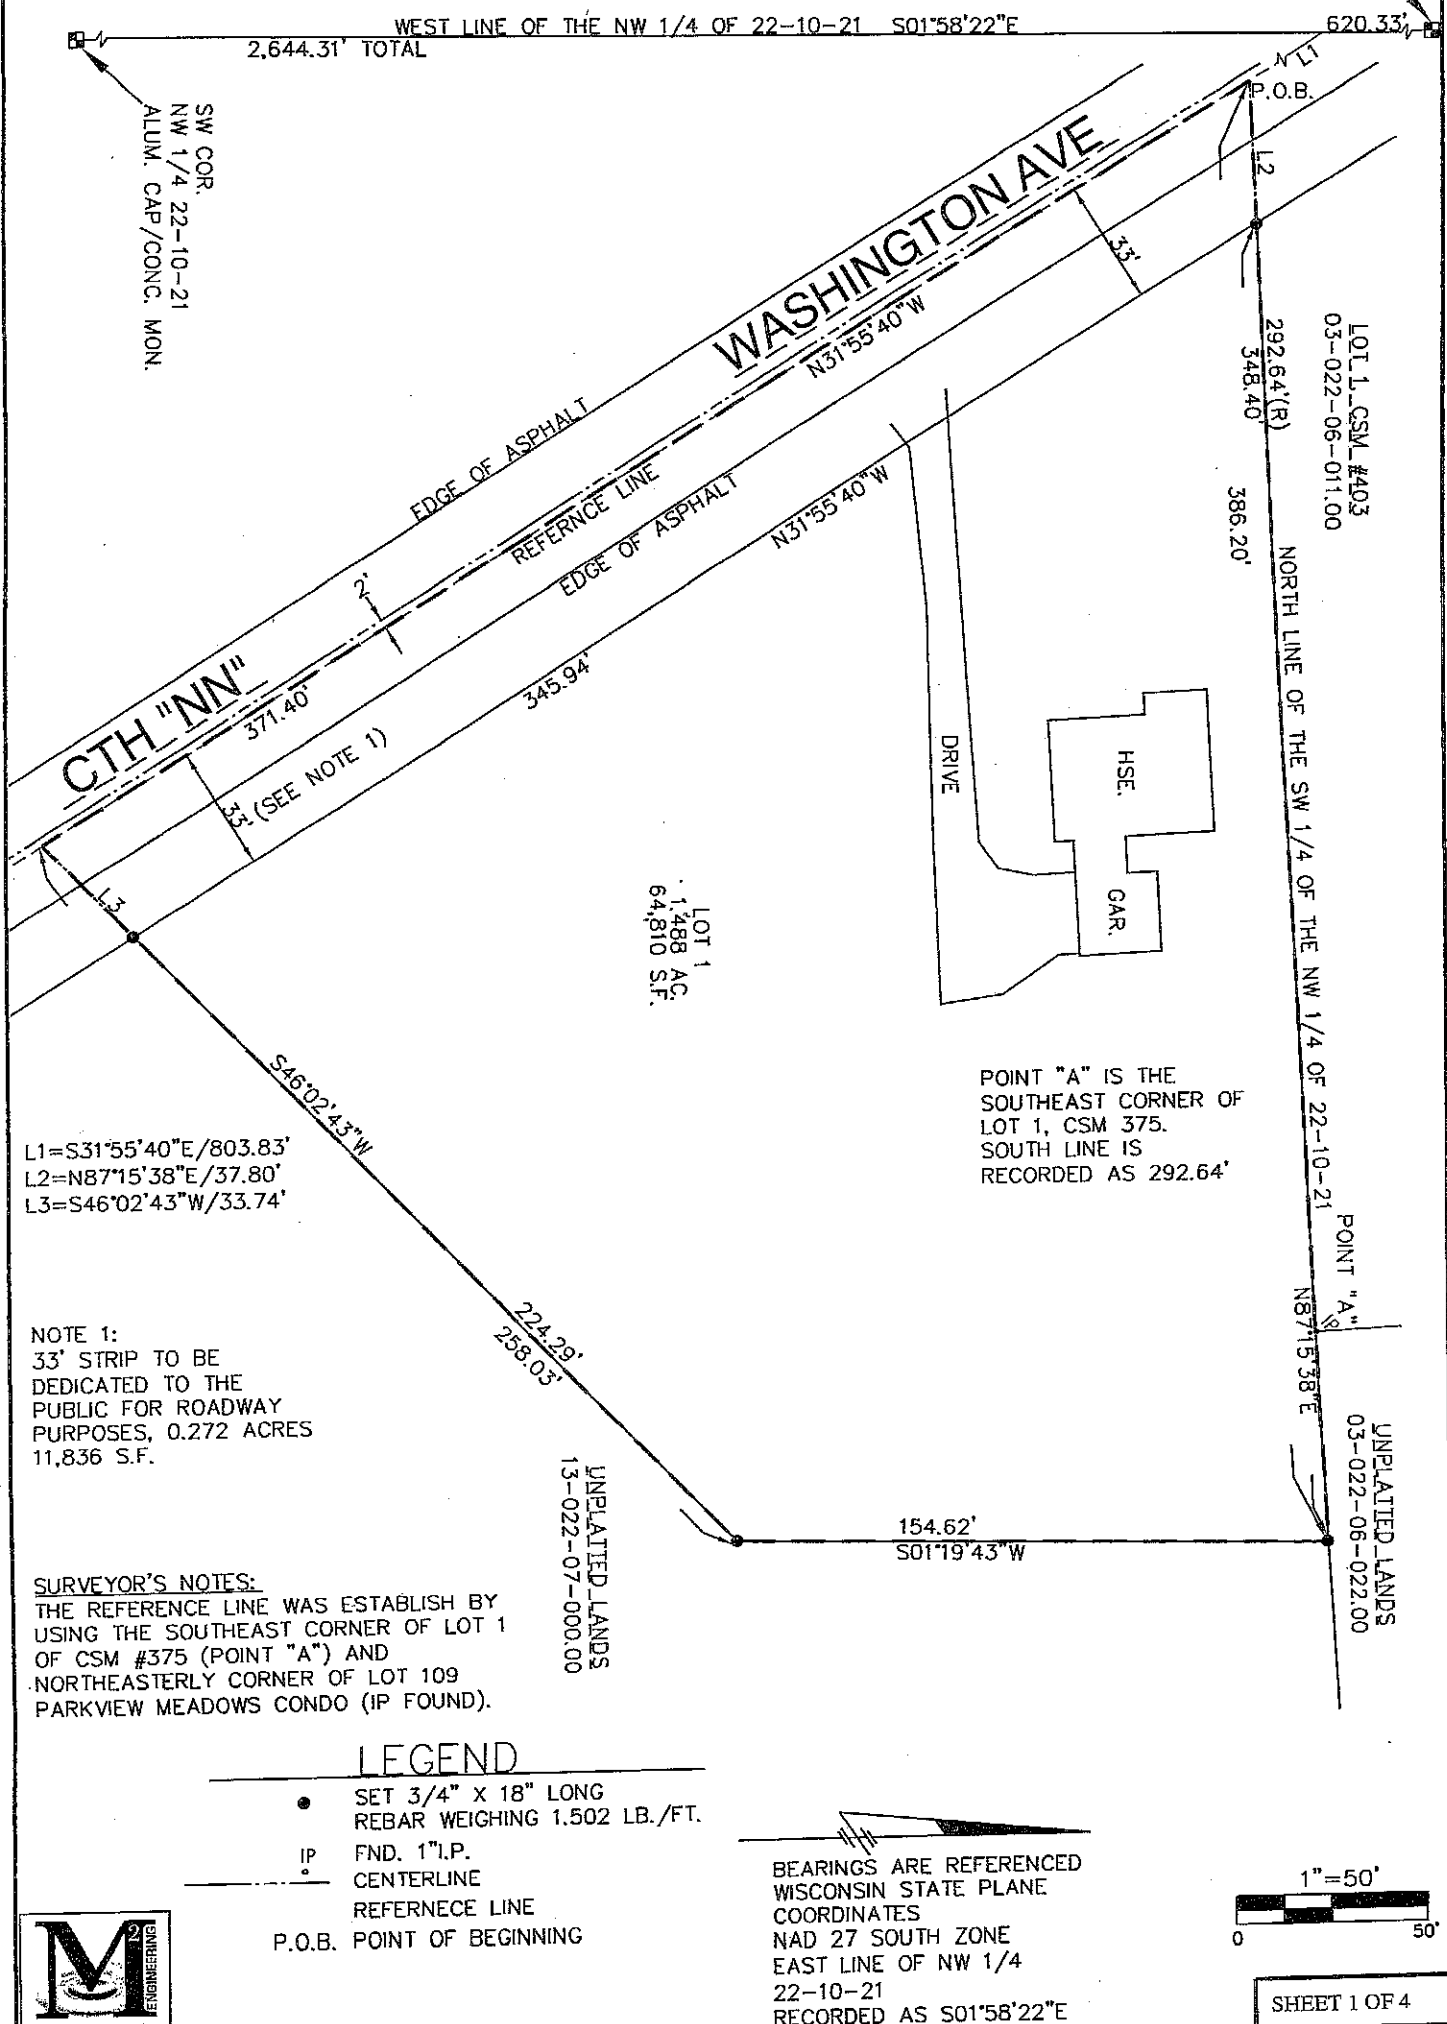 WEST LINE OF THE NW 1/4 OF 22-10-21 S01°58'22"E
620.33'
2,644.31' TOTAL
L1
P.O.B.
SW COR.
NW 1/4 22-10-21
ALUM. CAP/CONC. MON.
L2
WASHINGTON AVE
33'
N31°55'40"W
LOT 1 CSM #403
03-022-06-011.00
292.64'(R)
348.40'
386.20'
EDGE OF ASPHALT
REFERNCE LINE
EDGE OF ASPHALT
N31°55'40"W
2'
345.94'
CTH "NN"
371.40'
33' (SEE NOTE 1)
NORTH LINE OF THE SW 1/4 OF THE NW 1/4 OF 22-10-21
DRIVE
HSE.
GAR.
L3
LOT 1
1.488 AC.
64,810 S.F.
S46°02'43"W
POINT "A" IS THE
SOUTHEAST CORNER OF
LOT 1, CSM 375.
SOUTH LINE IS
RECORDED AS 292.64'
L1=S31°55'40"E/803.83'
L2=N87°15'38"E/37.80'
L3=S46°02'43"W/33.74'
POINT "A"
IP
N87°15'38"E
224.29'
258.03'
NOTE 1:
33' STRIP TO BE
DEDICATED TO THE
PUBLIC FOR ROADWAY
PURPOSES, 0.272 ACRES
11,836 S.F.
UNPLATTED LANDS
03-022-06-022.00
UNPLATTED LANDS
13-022-07-000.00
154.62'
S01°19'43"W
SURVEYOR'S NOTES:
THE REFERENCE LINE WAS ESTABLISH BY
USING THE SOUTHEAST CORNER OF LOT 1
OF CSM #375 (POINT "A") AND
NORTHEASTERLY CORNER OF LOT 109
PARKVIEW MEADOWS CONDO (IP FOUND).
LEGEND
SET 3/4" X 18" LONG
REBAR WEIGHING 1.502 LB./FT.
IP FND. 1"I.P.
CENTERLINE
REFERNECE LINE
P.O.B. POINT OF BEGINNING
BEARINGS ARE REFERENCED
WISCONSIN STATE PLANE
COORDINATES
NAD 27 SOUTH ZONE
EAST LINE OF NW 1/4
22-10-21
RECORDED AS S01°58'22"E
1"=50'
0 50'
M2
ENGINEERING
SHEET 1 OF 4